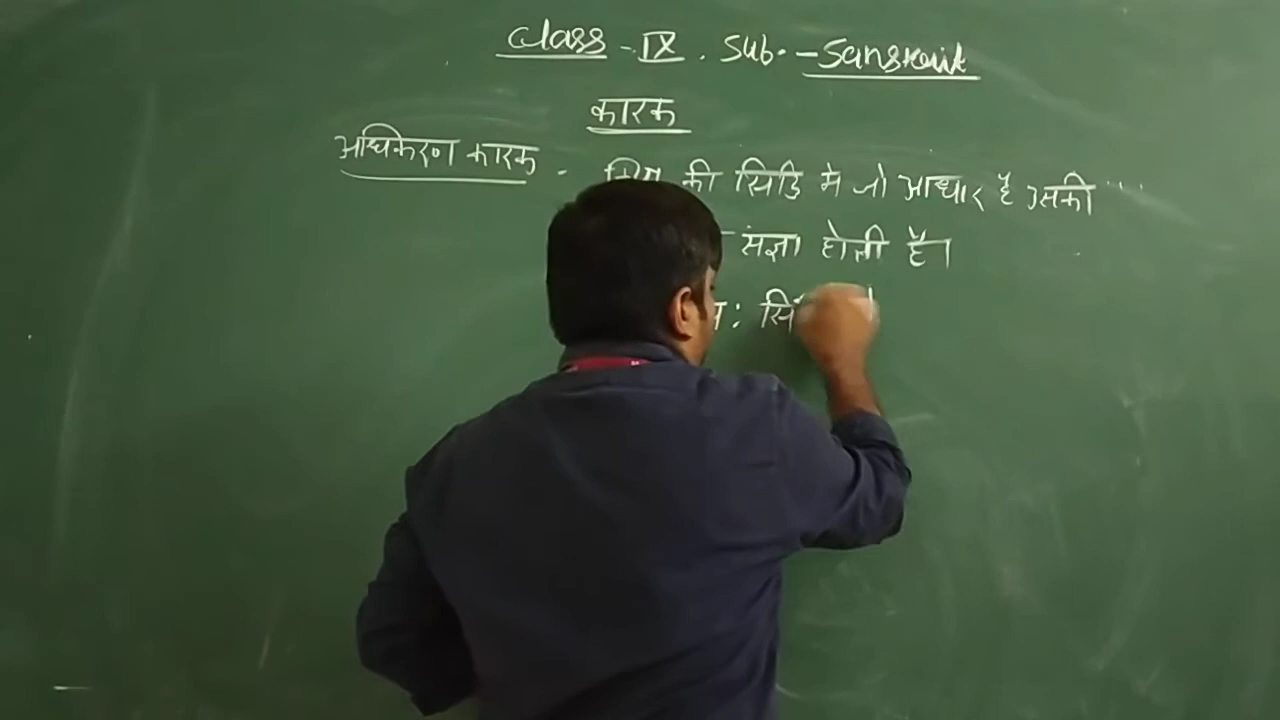 Class - IX . Sub. - Sanskrit
कारक
अधिकरण कारक - की सिद्धि मे जो आधार है उसकी
संज्ञा होती है।